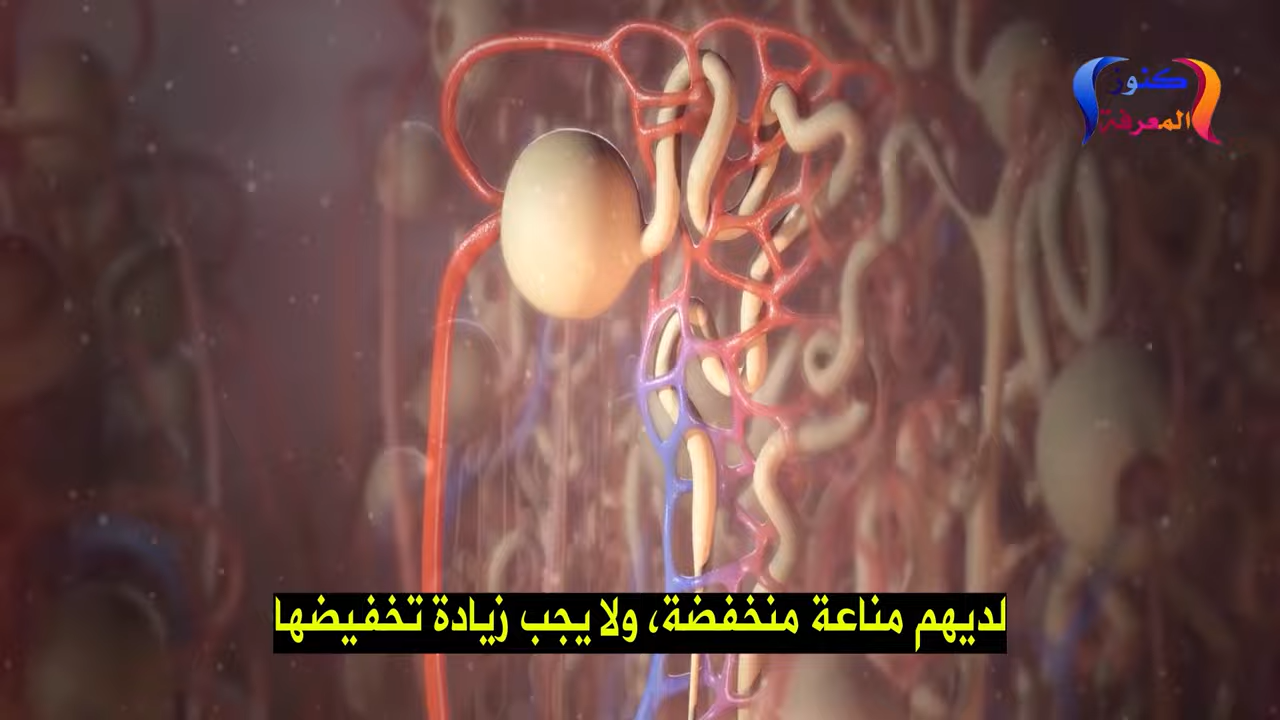 كنوز
المعرفة
لديهم مناعة منخفضة، ولا يجب زيادة تخفيضها